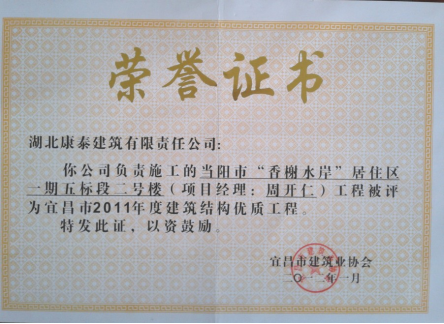 荣誉证书
湖北康泰建筑有限责任公司：
你公司负责施工的当阳市“香榭水岸”居住区
一期五标段二号楼（项目经理：周开仁）工程被评
为宜昌市2011年度建筑结构优质工程。
特发此证，以资鼓励。
宜昌市建筑业协会
二〇一二年一月